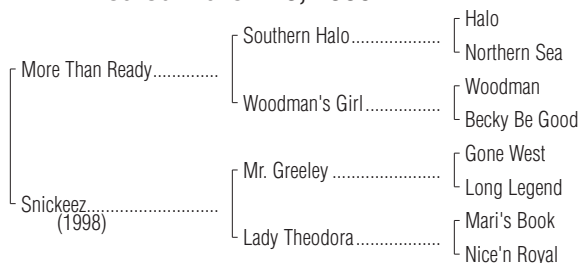 Halo
Southern Halo
Northern Sea
More Than Ready
Woodman
Woodman's Girl
Becky Be Good
Gone West
Mr. Greeley
Long Legend
Snickeez
(1998)
Mari's Book
Lady Theodora
Nice'n Royal